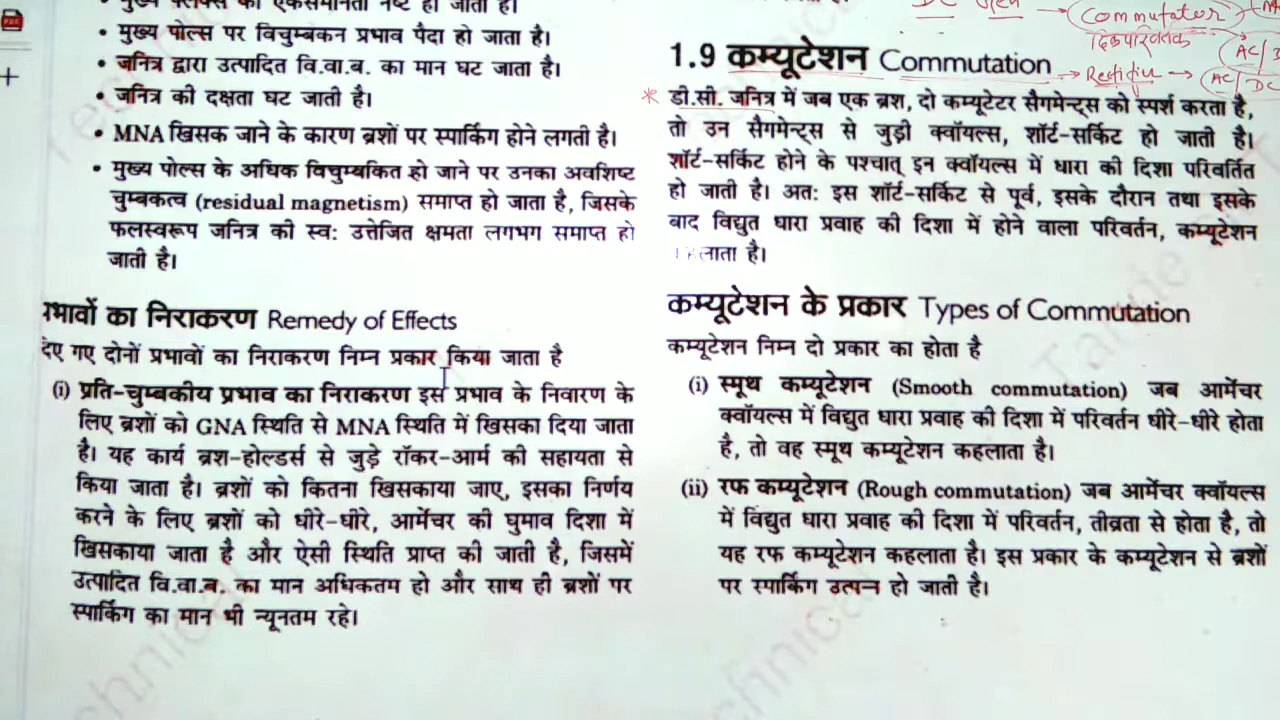 मुख्य फ्लक्स की एकसमानता नष्ट हो जाती है।
• मुख्य पोल्स पर विचुम्बकन प्रभाव पैदा हो जाता है।
• जनित्र द्वारा उत्पादित वि.वा.ब. का मान घट जाता है।
• जनित्र की दक्षता घट जाती है।
• MNA खिसक जाने के कारण ब्रशों पर स्पार्किंग होने लगती है।
• मुख्य पोल्स के अधिक विचुम्बकित हो जाने पर उनका अवशिष्ट
चुम्बकत्व (residual magnetism) समाप्त हो जाता है, जिसके
फलस्वरूप जनित्र की स्व: उत्तेजित क्षमता लगभग समाप्त हो
जाती है।
प्रभावों का निराकरण Remedy of Effects
दिए गए दोनों प्रभावों का निराकरण निम्न प्रकार किया जाता है
(i) प्रति-चुम्बकीय प्रभाव का निराकरण इस प्रभाव के निवारण के
लिए ब्रशों को GNA स्थिति से MNA स्थिति में खिसका दिया जाता
है। यह कार्य ब्रश-होल्डर्स से जुड़े रॉकर-आर्म की सहायता से
किया जाता है। ब्रशों को कितना खिसकाया जाए, इसका निर्णय
करने के लिए ब्रशों को धीरे-धीरे, आर्मेचर की घुमाव दिशा में
खिसकाया जाता है और ऐसी स्थिति प्राप्त की जाती है, जिसमें
उत्पादित वि.वा.ब. का मान अधिकतम हो और साथ ही ब्रशों पर
स्पार्किंग का मान भी न्यूनतम रहे।
DC
Commutator
दिक्परिवर्तक
AC/D
Rectifier → AC/DC
1.9 कम्यूटेशन Commutation
* डी.सी. जनित्र में जब एक ब्रश, दो कम्यूटेटर सैगमेन्ट्स को स्पर्श करता है,
तो उन सैगमेन्ट्स से जुड़ी क्वॉयल्स, शॉर्ट-सर्किट हो जाती है।
शॉर्ट-सर्किट होने के पश्चात् इन क्वॉयल्स में धारा की दिशा परिवर्तित
हो जाती है। अत: इस शॉर्ट-सर्किट से पूर्व, इसके दौरान तथा इसके
बाद विद्युत धारा प्रवाह की दिशा में होने वाला परिवर्तन, कम्यूटेशन
कहलाता है।
कम्यूटेशन के प्रकार Types of Commutation
कम्यूटेशन निम्न दो प्रकार का होता है
(i) स्मूथ कम्यूटेशन (Smooth commutation) जब आर्मेचर
क्वॉयल्स में विद्युत धारा प्रवाह की दिशा में परिवर्तन धीरे-धीरे होता
है, तो वह स्मूथ कम्यूटेशन कहलाता है।
(ii) रफ कम्यूटेशन (Rough commutation) जब आर्मेचर क्वॉयल्स
में विद्युत धारा प्रवाह की दिशा में परिवर्तन, तीव्रता से होता है, तो
यह रफ कम्यूटेशन कहलाता है। इस प्रकार के कम्यूटेशन से ब्रशों
पर स्पार्किंग उत्पन्न हो जाती है।